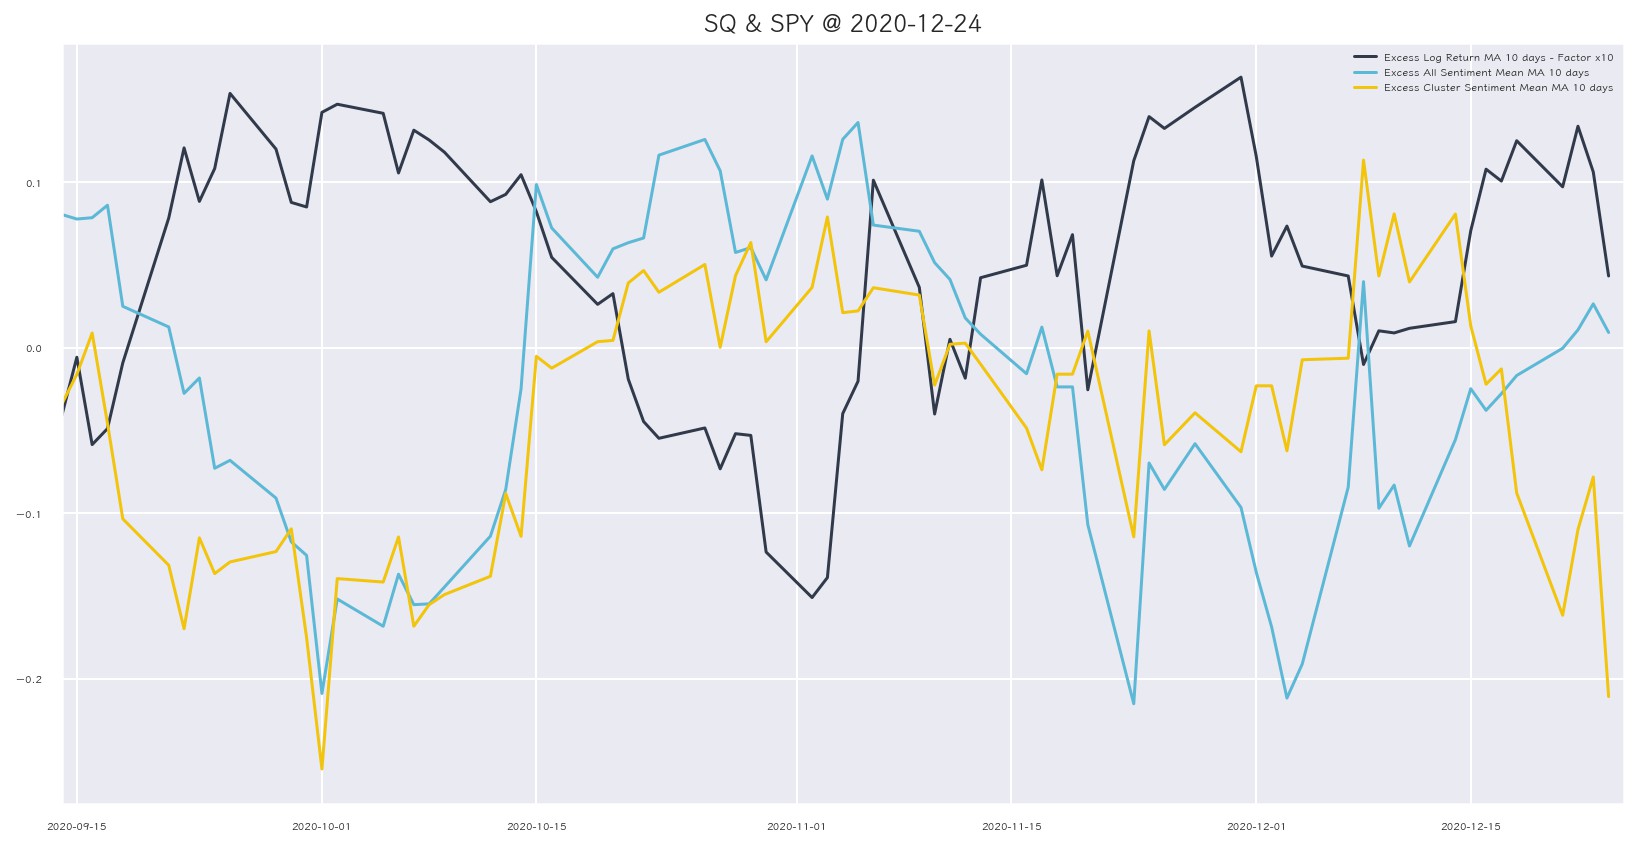 SQ & SPY @ 2020-12-24
Excess Log Return MA 10 days - Factor x10
Excess All Sentiment Mean MA 10 days
Excess Cluster Sentiment Mean MA 10 days
0.1
0.0
−0.1
−0.2
2020-09-15 2020-10-01 2020-10-15 2020-11-01 2020-11-15 2020-12-01 2020-12-15